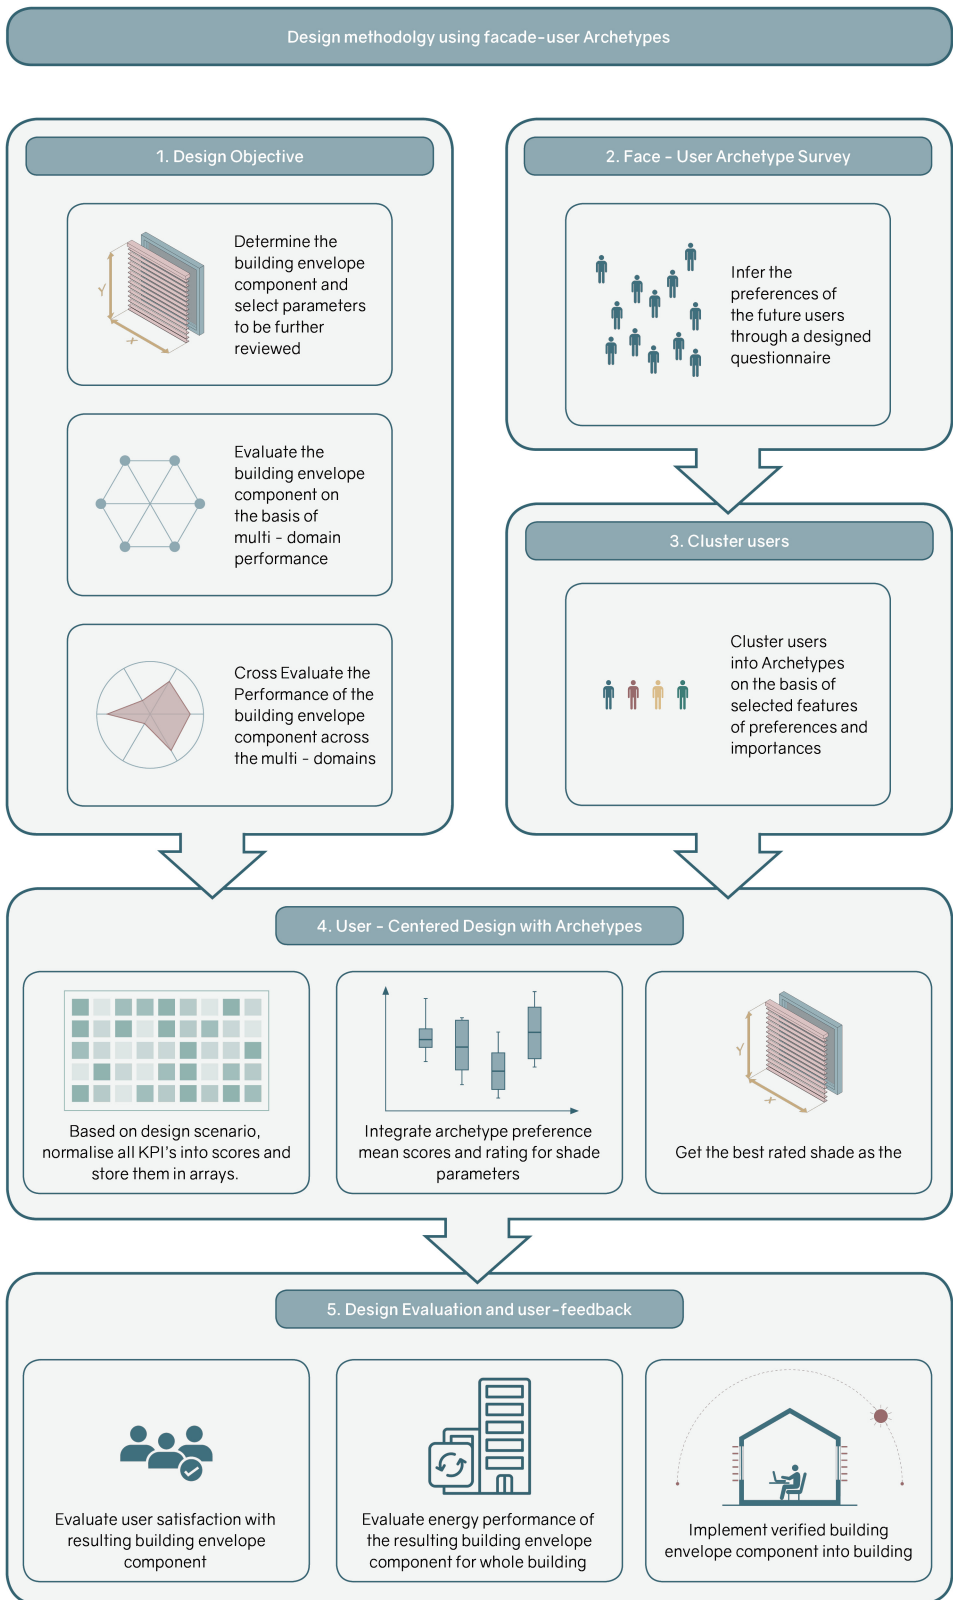 Design methodolgy using facade-user Archetypes
1. Design Objective
Determine the
building envelope
component and
select parameters
to be further
reviewed
Y
X
Evaluate the
building envelope
component on
the basis of
multi - domain
performance
Cross Evaluate the
Performance of the
building envelope
component across
the multi - domains
2. Face - User Archetype Survey
Infer the
preferences of
the future users
through a designed
questionnaire
3. Cluster users
Cluster users
into Archetypes
on the basis of
selected features
of preferences and
importances
4. User - Centered Design with Archetypes
Based on design scenario,
normalise all KPI's into scores and
store them in arrays.
Integrate archetype preference
mean scores and rating for shade
parameters
Y
X
Get the best rated shade as the
5. Design Evaluation and user-feedback
Evaluate user satisfaction with
resulting building envelope
component
Evaluate energy performance of
the resulting building envelope
component for whole building
Implement verified building
envelope component into building